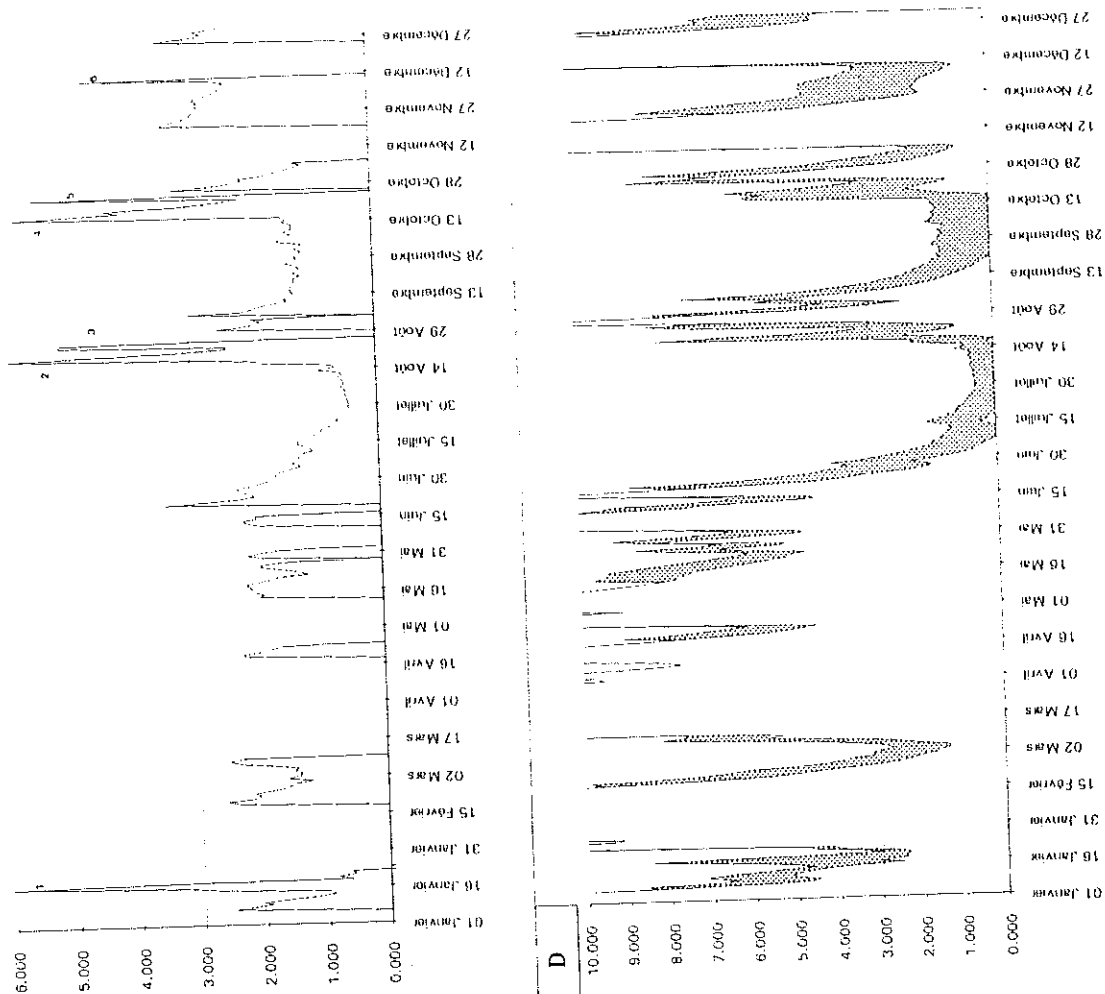 6.000
5.000
4.000
3.000
2.000
1.000
0.000
1
2
3
4
5
6
01 Janvier
16 Janvier
31 Janvier
15 Février
02 Mars
17 Mars
01 Avril
16 Avril
01 Mai
16 Mai
31 Mai
15 Juin
30 Juin
15 Juillet
30 Juillet
14 Août
29 Août
13 Septembre
28 Septembre
13 Octobre
28 Octobre
12 Novembre
27 Novembre
12 Décembre
27 Décembre
D
10.000
9.000
8.000
7.000
6.000
5.000
4.000
3.000
2.000
1.000
0.000
01 Janvier
16 Janvier
31 Janvier
15 Février
02 Mars
17 Mars
01 Avril
16 Avril
01 Mai
16 Mai
31 Mai
15 Juin
30 Juin
15 Juillet
30 Juillet
14 Août
29 Août
13 Septembre
28 Septembre
13 Octobre
28 Octobre
12 Novembre
27 Novembre
12 Décembre
27 Décembre